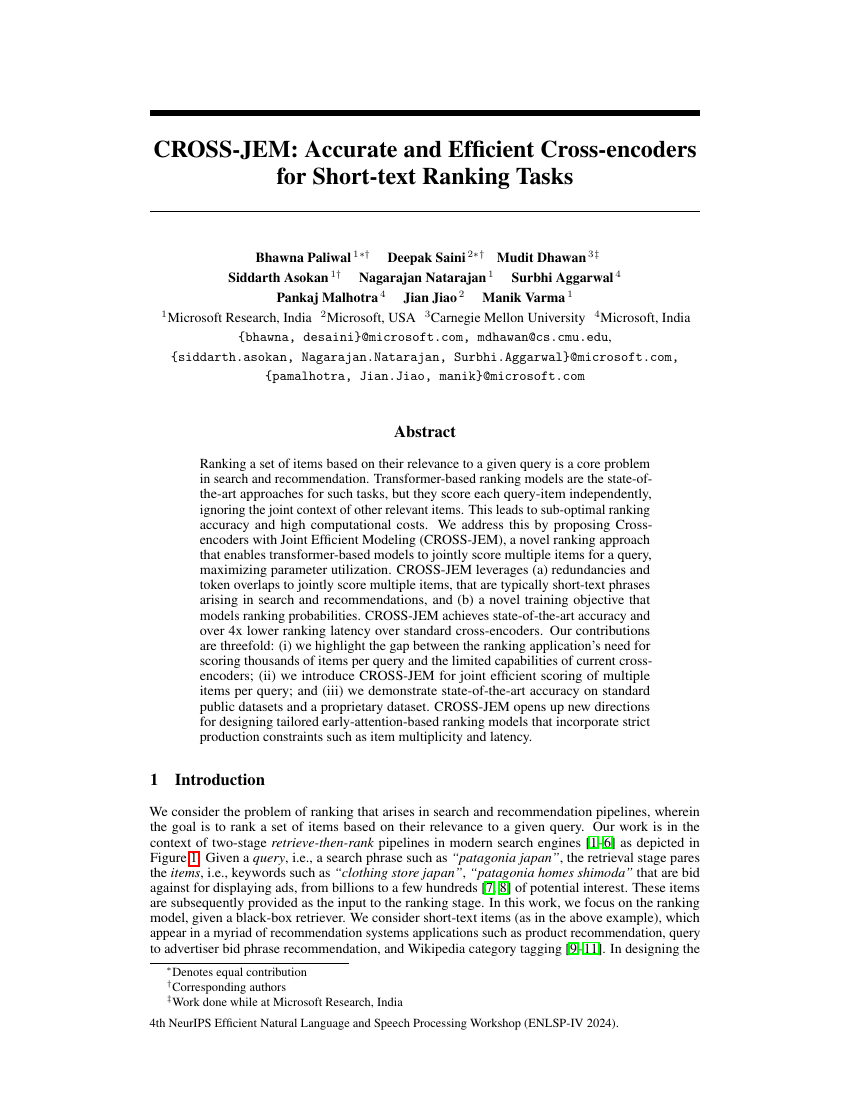 CROSS-JEM: Accurate and Efficient Cross-encoders
for Short-text Ranking Tasks
Bhawna Paliwal 1∗† Deepak Saini 2∗† Mudit Dhawan 3‡
Siddarth Asokan 1† Nagarajan Natarajan 1 Surbhi Aggarwal 4
Pankaj Malhotra 4 Jian Jiao 2 Manik Varma 1
1Microsoft Research, India 2Microsoft, USA 3Carnegie Mellon University 4Microsoft, India
{bhawna, desaini}@microsoft.com, mdhawan@cs.cmu.edu,
{siddarth.asokan, Nagarajan.Natarajan, Surbhi.Aggarwal}@microsoft.com,
{pamalhotra, Jian.Jiao, manik}@microsoft.com
Abstract
Ranking a set of items based on their relevance to a given query is a core problem
in search and recommendation. Transformer-based ranking models are the state-of-
the-art approaches for such tasks, but they score each query-item independently,
ignoring the joint context of other relevant items. This leads to sub-optimal ranking
accuracy and high computational costs. We address this by proposing Cross-
encoders with Joint Efficient Modeling (CROSS-JEM), a novel ranking approach
that enables transformer-based models to jointly score multiple items for a query,
maximizing parameter utilization. CROSS-JEM leverages (a) redundancies and
token overlaps to jointly score multiple items, that are typically short-text phrases
arising in search and recommendations, and (b) a novel training objective that
models ranking probabilities. CROSS-JEM achieves state-of-the-art accuracy and
over 4x lower ranking latency over standard cross-encoders. Our contributions
are threefold: (i) we highlight the gap between the ranking application's need for
scoring thousands of items per query and the limited capabilities of current cross-
encoders; (ii) we introduce CROSS-JEM for joint efficient scoring of multiple
items per query; and (iii) we demonstrate state-of-the-art accuracy on standard
public datasets and a proprietary dataset. CROSS-JEM opens up new directions
for designing tailored early-attention-based ranking models that incorporate strict
production constraints such as item multiplicity and latency.
1 Introduction
We consider the problem of ranking that arises in search and recommendation pipelines, wherein
the goal is to rank a set of items based on their relevance to a given query. Our work is in the
context of two-stage retrieve-then-rank pipelines in modern search engines [1–6] as depicted in
Figure 1. Given a query, i.e., a search phrase such as “patagonia japan”, the retrieval stage pares
the items, i.e., keywords such as “clothing store japan”, “patagonia homes shimoda” that are bid
against for displaying ads, from billions to a few hundreds [7, 8] of potential interest. These items
are subsequently provided as the input to the ranking stage. In this work, we focus on the ranking
model, given a black-box retriever. We consider short-text items (as in the above example), which
appear in a myriad of recommendation systems applications such as product recommendation, query
to advertiser bid phrase recommendation, and Wikipedia category tagging [9–11]. In designing the
∗Denotes equal contribution
†Corresponding authors
‡Work done while at Microsoft Research, India
4th NeurIPS Efficient Natural Language and Speech Processing Workshop (ENLSP-IV 2024).